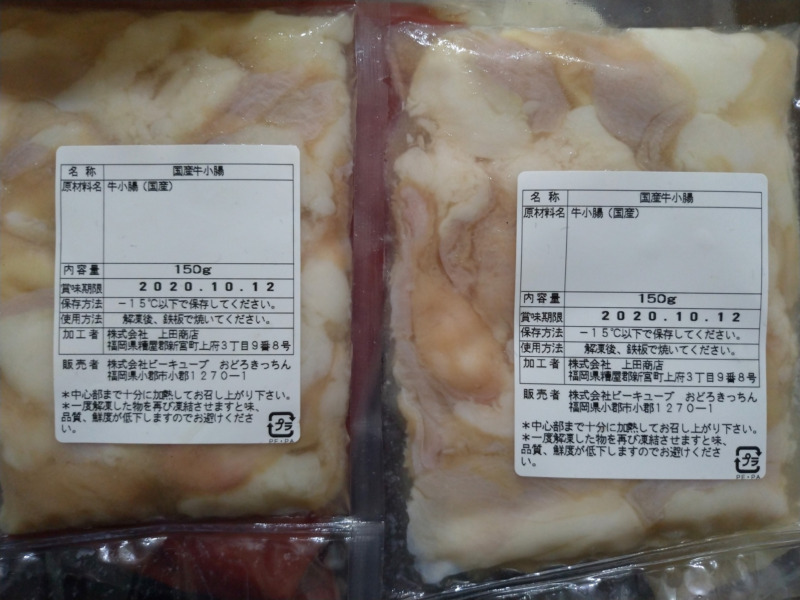 名称 国産牛小腸
原材料名 牛小腸（国産）
内容量 150g
賞味期限 2020.10.12
保存方法 －15℃以下で保存してください。
使用方法 解凍後、鉄板で焼いてください。
加工者 株式会社 上田商店
福岡県糟屋郡新宮町上府3丁目9番8号
販売者 株式会社ビーキューブ おどろきっちん
福岡県小郡市小郡1270－1
＊中心部まで十分に加熱してお召し上がり下さい。
＊一度解凍した物を再び凍結させますと味、
品質、鮮度が低下しますのでお避けくださ
い。
プラ
PE・PA
名称 国産牛小腸
原材料名 牛小腸（国産）
内容量 150g
賞味期限 2020.10.12
保存方法 －15℃以下で保存してください。
使用方法 解凍後、鉄板で焼いてください。
加工者 株式会社 上田商店
福岡県糟屋郡新宮町上府3丁目9番8号
販売者 株式会社ビーキューブ おどろきっちん
福岡県小郡市小郡1270－1
＊中心部まで十分に加熱してお召し上がり下さい。
＊一度解凍した物を再び凍結させますと味、
品質、鮮度が低下しますのでお避けくださ
い。
プラ
PE・PA